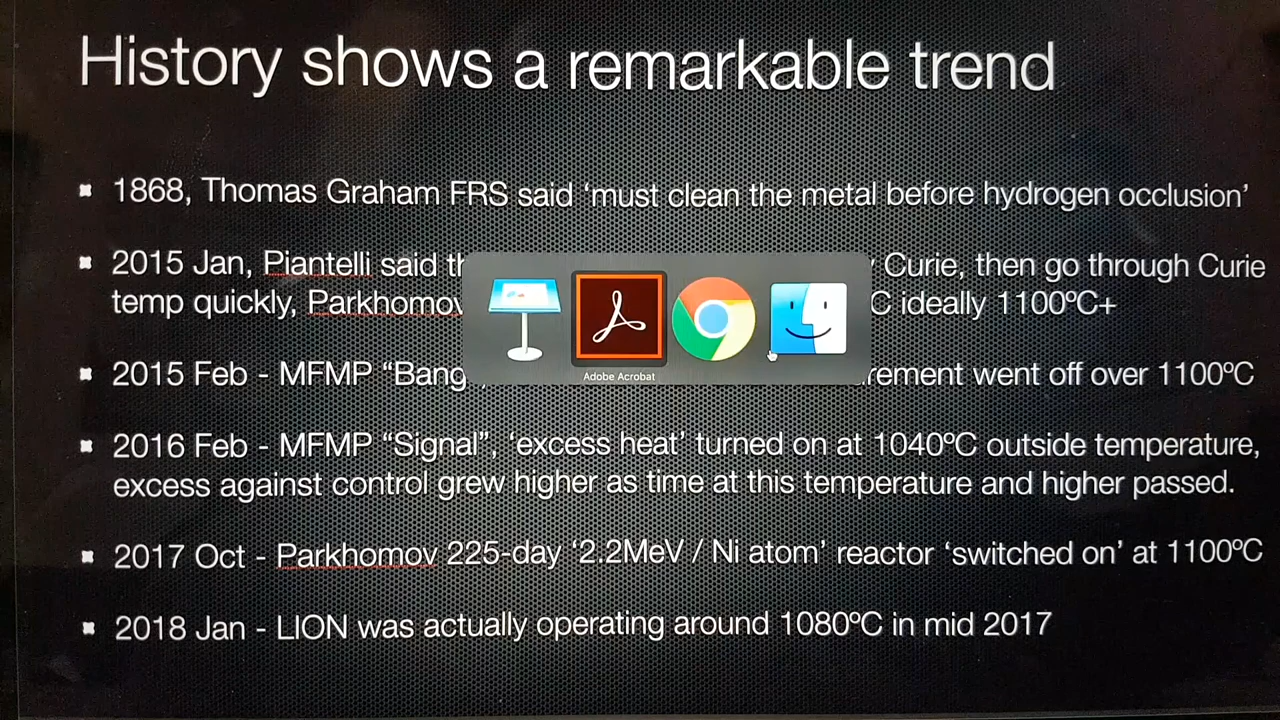 History shows a remarkable trend
1868, Thomas Graham FRS said ‘must clean the metal before hydrogen occlusion’
2015 Jan, Piantelli said Curie, then go through Curie
temp quickly, Parkhomov C ideally 1100ºC+
Adobe Acrobat
2015 Feb - MFMP “Bang went off over 1100ºC
2016 Feb - MFMP “Signal”, ‘excess heat’ turned on at 1040ºC outside temperature,
excess against control grew higher as time at this temperature and higher passed.
2017 Oct - Parkhomov 225-day ‘2.2MeV / Ni atom’ reactor ‘switched on’ at 1100ºC
2018 Jan - LION was actually operating around 1080ºC in mid 2017